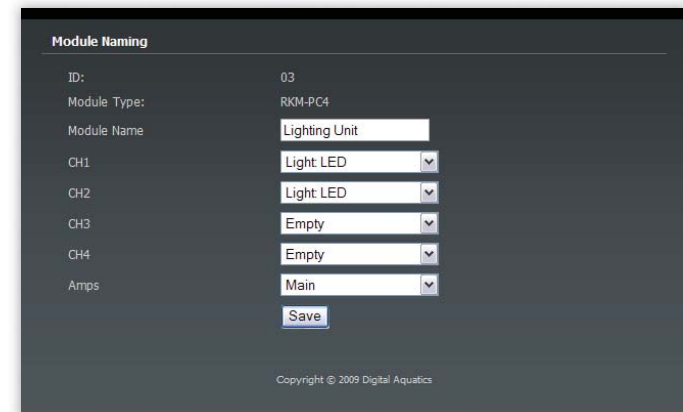 Module Naming
ID: 03
Module Type: RKM-PC4
Module Name Lighting Unit
CH1 Light: LED
CH2 Light: LED
CH3 Empty
CH4 Empty
Amps Main
Save
Copyright © 2009 Digital Aquatics